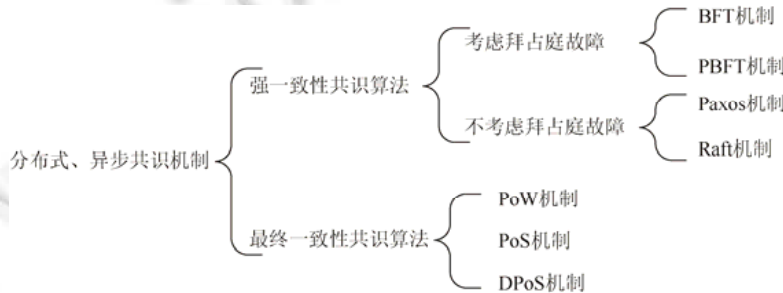 分布式、异步共识机制
强一致性共识算法
考虑拜占庭故障
BFT机制
PBFT机制
不考虑拜占庭故障
Paxos机制
Raft机制
最终一致性共识算法
PoW机制
PoS机制
DPoS机制